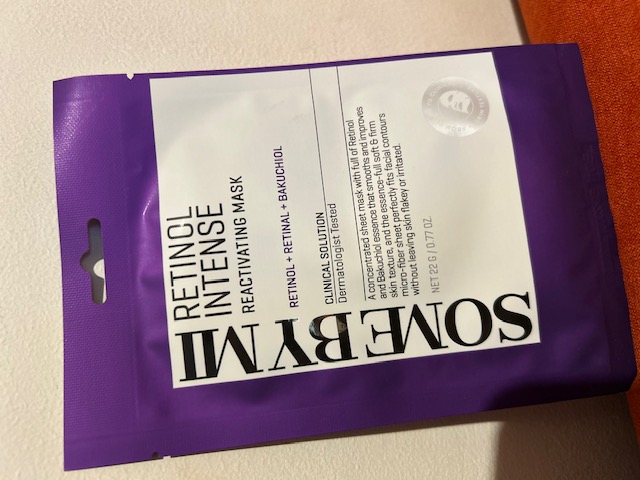 RETINOL
INTENSE
REACTIVATING MASK
RETINOL + RETINAL + BAKUCHIOL
CLINICAL SOLUTION
Dermatologist Tested
A concentrated sheet mask with full of Retinol
and Bakuchiol essence that smooths and improves
skin texture, and the essence-full soft & firm
micro-fiber sheet perfectly fits facial contours
without leaving skin flakey or irritated.
NET 22 G / 0.77 OZ.
SOME BY MI